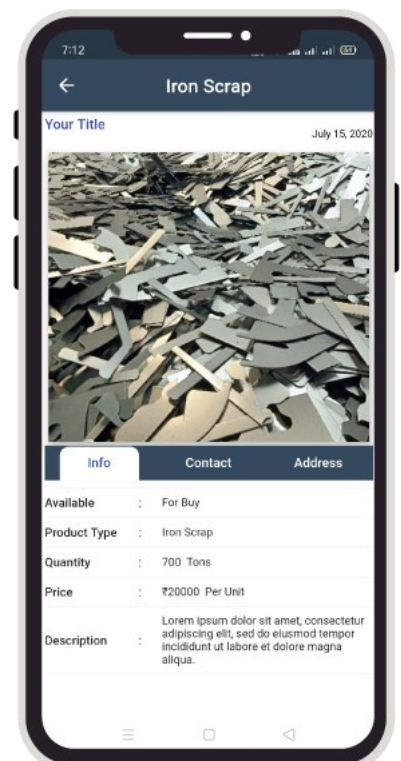 7:12
Iron Scrap
Your Title
July 15, 2020
Info Contact Address
Available : For Buy
Product Type : Iron Scrap
Quantity : 700 Tons
Price : ₹20000 Per Unit
Description : Lorem ipsum dolor sit amet, consectetur
adipiscing elit, sed do eiusmod tempor
incididunt ut labore et dolore magna
aliqua.